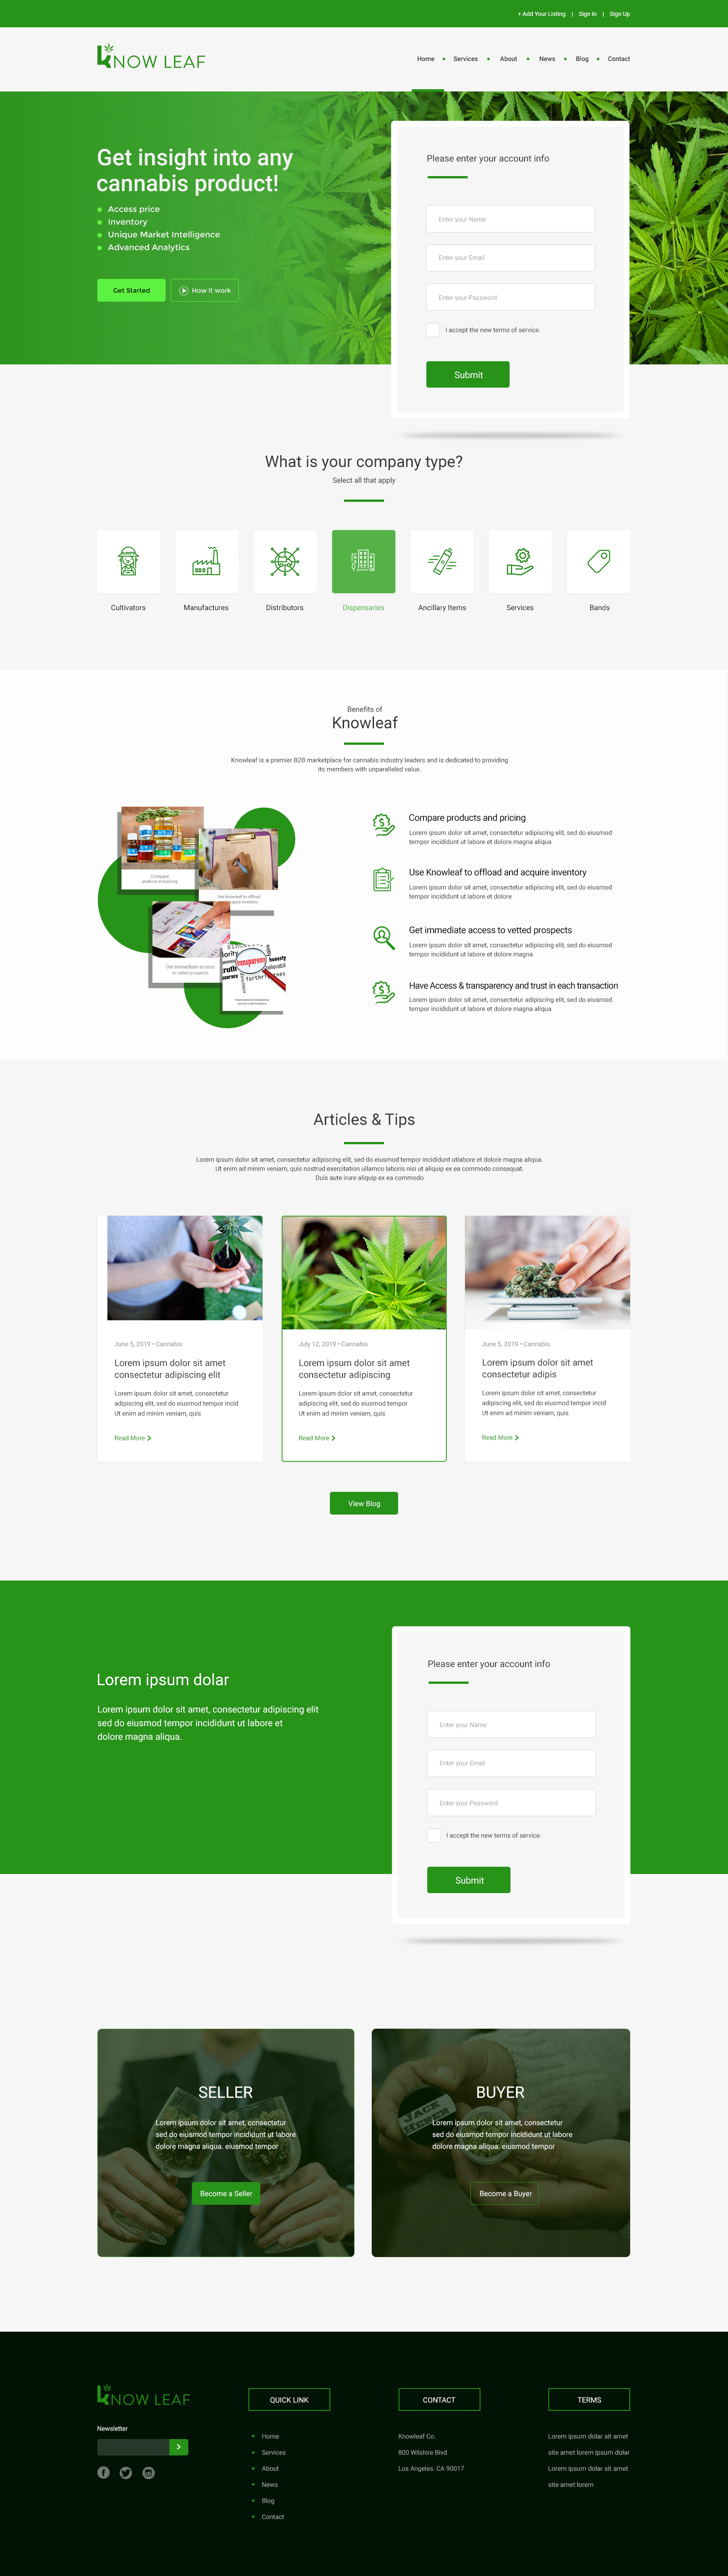 + Add Your Listing | Sign In | Sign Up
KNOW LEAF
Home
Services
About
News
Blog
Contact
Get insight into any
cannabis product!
Access price
Inventory
Unique Market Intelligence
Advanced Analytics
Get Started
How it work
Please enter your account info
Enter your Name
Enter your Email
Enter your Password
I accept the new terms of service.
Submit
What is your company type?
Select all that apply
Cultivators
Manufactures
Distributors
Dispensaries
Ancillary Items
Services
Bands
Benefits of
Knowleaf
Knowleaf is a premier B2B marketplace for cannabis industry leaders and is dedicated to providing
its members with unparalleled value.
Compare
products and pricing
INVENTORY
Use Knowleaf to offload
acquire inventory
Get immediate access
to vetted prospects
transparency
honesty
Compare products and pricing
Lorem ipsum dolor sit amet, consectetur adipiscing elit, sed do eiusmod
tempor incididunt ut labore et dolore magna aliqua
Use Knowleaf to offload and acquire inventory
Lorem ipsum dolor sit amet, consectetur adipiscing elit, sed do eiusmod
tempor incididunt ut labore et dolore
Get immediate access to vetted prospects
Lorem ipsum dolor sit amet, consectetur adipiscing elit, sed do eiusmod
tempor incididunt ut labore et dolore magna
Have Access & transparency and trust in each transaction
Lorem ipsum dolor sit amet, consectetur adipiscing elit, sed do eiusmod
tempor incididunt ut labore et dolore magna aliqua
Articles & Tips
Lorem ipsum dolor sit amet, consectetur adipiscing elit, sed do eiusmod tempor incididunt utlabore et dolore magna aliqua.
Ut enim ad minim veniam, quis nostrud exercitation ullamco laboris nisi ut aliquip ex ea commodo consequat.
Duis aute irure aliquip ex ea commodo
June 5, 2019 • Cannabis
Lorem ipsum dolor sit amet
consectetur adipiscing elit
Lorem ipsum dolor sit amet, consectetur
adipiscing elit, sed do eiusmod tempor incid
Ut enim ad minim veniam, quis
Read More
July 12, 2019 • Cannabis
Lorem ipsum dolor sit amet
consectetur adipiscing
Lorem ipsum dolor sit amet, consectetur
adipiscing elit, sed do eiusmod tempor
Ut enim ad minim veniam, quis
Read More
June 5, 2019 • Cannabis
Lorem ipsum dolor sit amet
consectetur adipis
Lorem ipsum dolor sit amet, consectetur
adipiscing elit, sed do eiusmod tempor incid
Ut enim ad minim veniam, quis
Read More
View Blog
Lorem ipsum dolar
Lorem ipsum dolor sit amet, consectetur adipiscing elit
sed do eiusmod tempor incididunt ut labore et
dolore magna aliqua.
Please enter your account info
Enter your Name
Enter your Email
Enter your Password
I accept the new terms of service.
Submit
SELLER
Lorem ipsum dolor sit amet, consectetur
sed do eiusmod tempor incididunt ut labore
dolore magna aliqua. eiusmod tempor
Become a Seller
BUYER
JACK
Lorem ipsum dolor sit amet, consectetur
sed do eiusmod tempor incididunt ut labore
dolore magna aliqua. eiusmod tempor
Become a Buyer
KNOW LEAF
Newsletter
QUICK LINK
Home
Services
About
News
Blog
Contact
CONTACT
Knowleaf Co.
800 Wilshire Blvd
Los Angeles. CA 90017
TERMS
Lorem ipsum dolar sit amet
site amet lorem ipsum dolar
Lorem ipsum dolar sit amet
site amet lorem